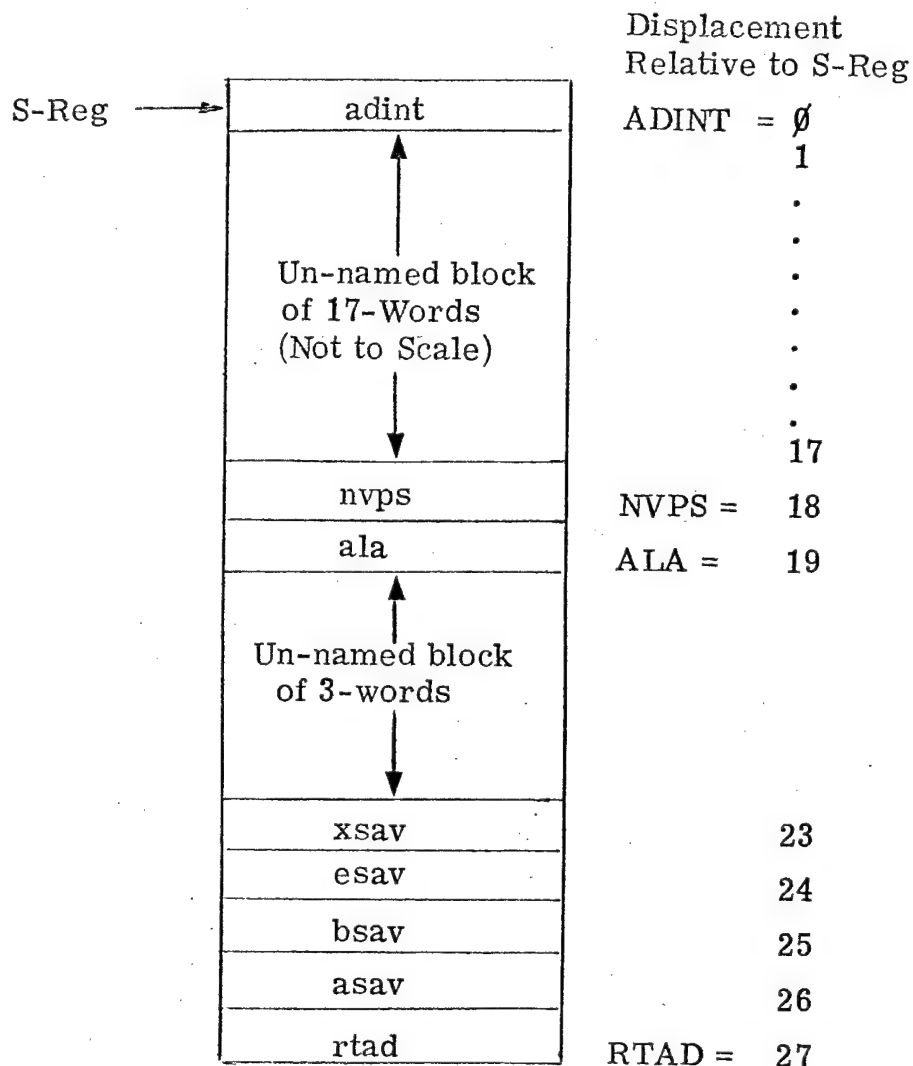 Displacement
Relative to S-Reg
S-Reg adint ADINT = Ø
1
.
.
.
.
.
.
.
Un-named block
of 17-Words
(Not to Scale)
17
nvps NVPS = 18
ala ALA = 19
Un-named block
of 3-words
xsav 23
esav 24
bsav 25
asav 26
rtad RTAD = 27